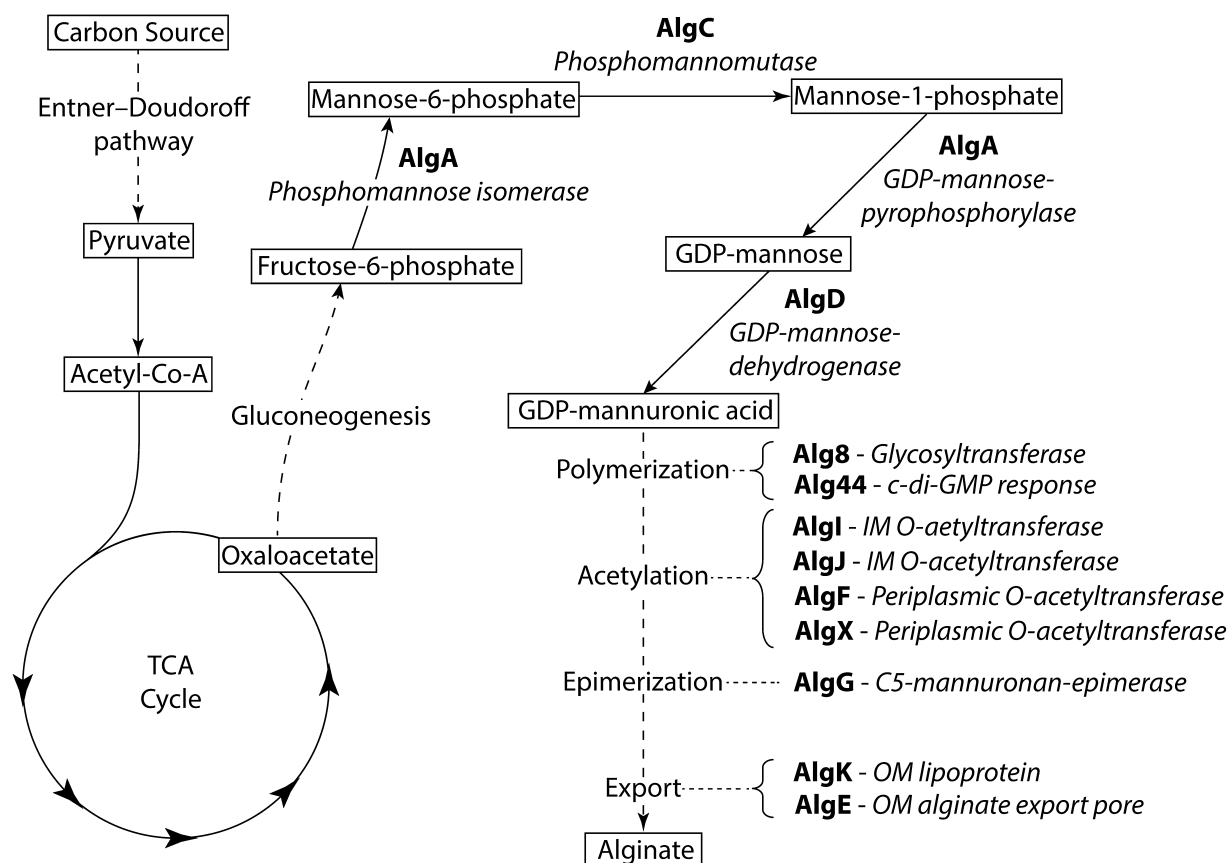 Carbon Source
Entner–Doudoroff
pathway
Pyruvate
Acetyl-Co-A
TCA
Cycle
Oxaloacetate
Gluconeogenesis
Fructose-6-phosphate
AlgA
Phosphomannose isomerase
Mannose-6-phosphate
AlgC
Phosphomannomutase
Mannose-1-phosphate
AlgA
GDP-mannose-
pyrophosphorylase
GDP-mannose
AlgD
GDP-mannose-
dehydrogenase
GDP-mannuronic acid
Polymerization
Alg8 - Glycosyltransferase
Alg44 - c-di-GMP response
Acetylation
AlgI - IM O-aetyltransferase
AlgJ - IM O-acetyltransferase
AlgF - Periplasmic O-acetyltransferase
AlgX - Periplasmic O-acetyltransferase
Epimerization
AlgG - C5-mannuronan-epimerase
Export
AlgK - OM lipoprotein
AlgE - OM alginate export pore
Alginate